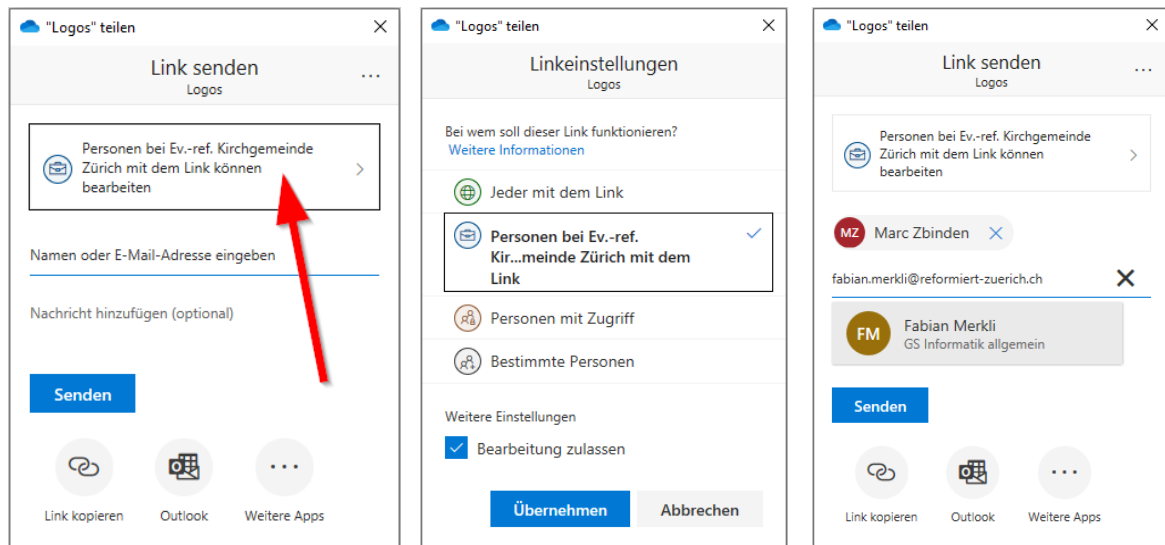 "Logos" teilen
Link senden
...
Logos
Personen bei Ev.-ref. Kirchgemeinde
Zürich mit dem Link können
bearbeiten
Namen oder E-Mail-Adresse eingeben
Nachricht hinzufügen (optional)
Senden
Link kopieren
Outlook
Weitere Apps
"Logos" teilen
Linkeinstellungen
Logos
Bei wem soll dieser Link funktionieren?
Weitere Informationen
Jeder mit dem Link
Personen bei Ev.-ref.
Kir...meinde Zürich mit dem
Link
Personen mit Zugriff
Bestimmte Personen
Weitere Einstellungen
Bearbeitung zulassen
Übernehmen
Abbrechen
"Logos" teilen
Link senden
...
Logos
Personen bei Ev.-ref. Kirchgemeinde
Zürich mit dem Link können
bearbeiten
MZ Marc Zbinden
fabian.merkli@reformiert-zuerich.ch
FM Fabian Merkli
GS Informatik allgemein
Senden
Link kopieren
Outlook
Weitere Apps